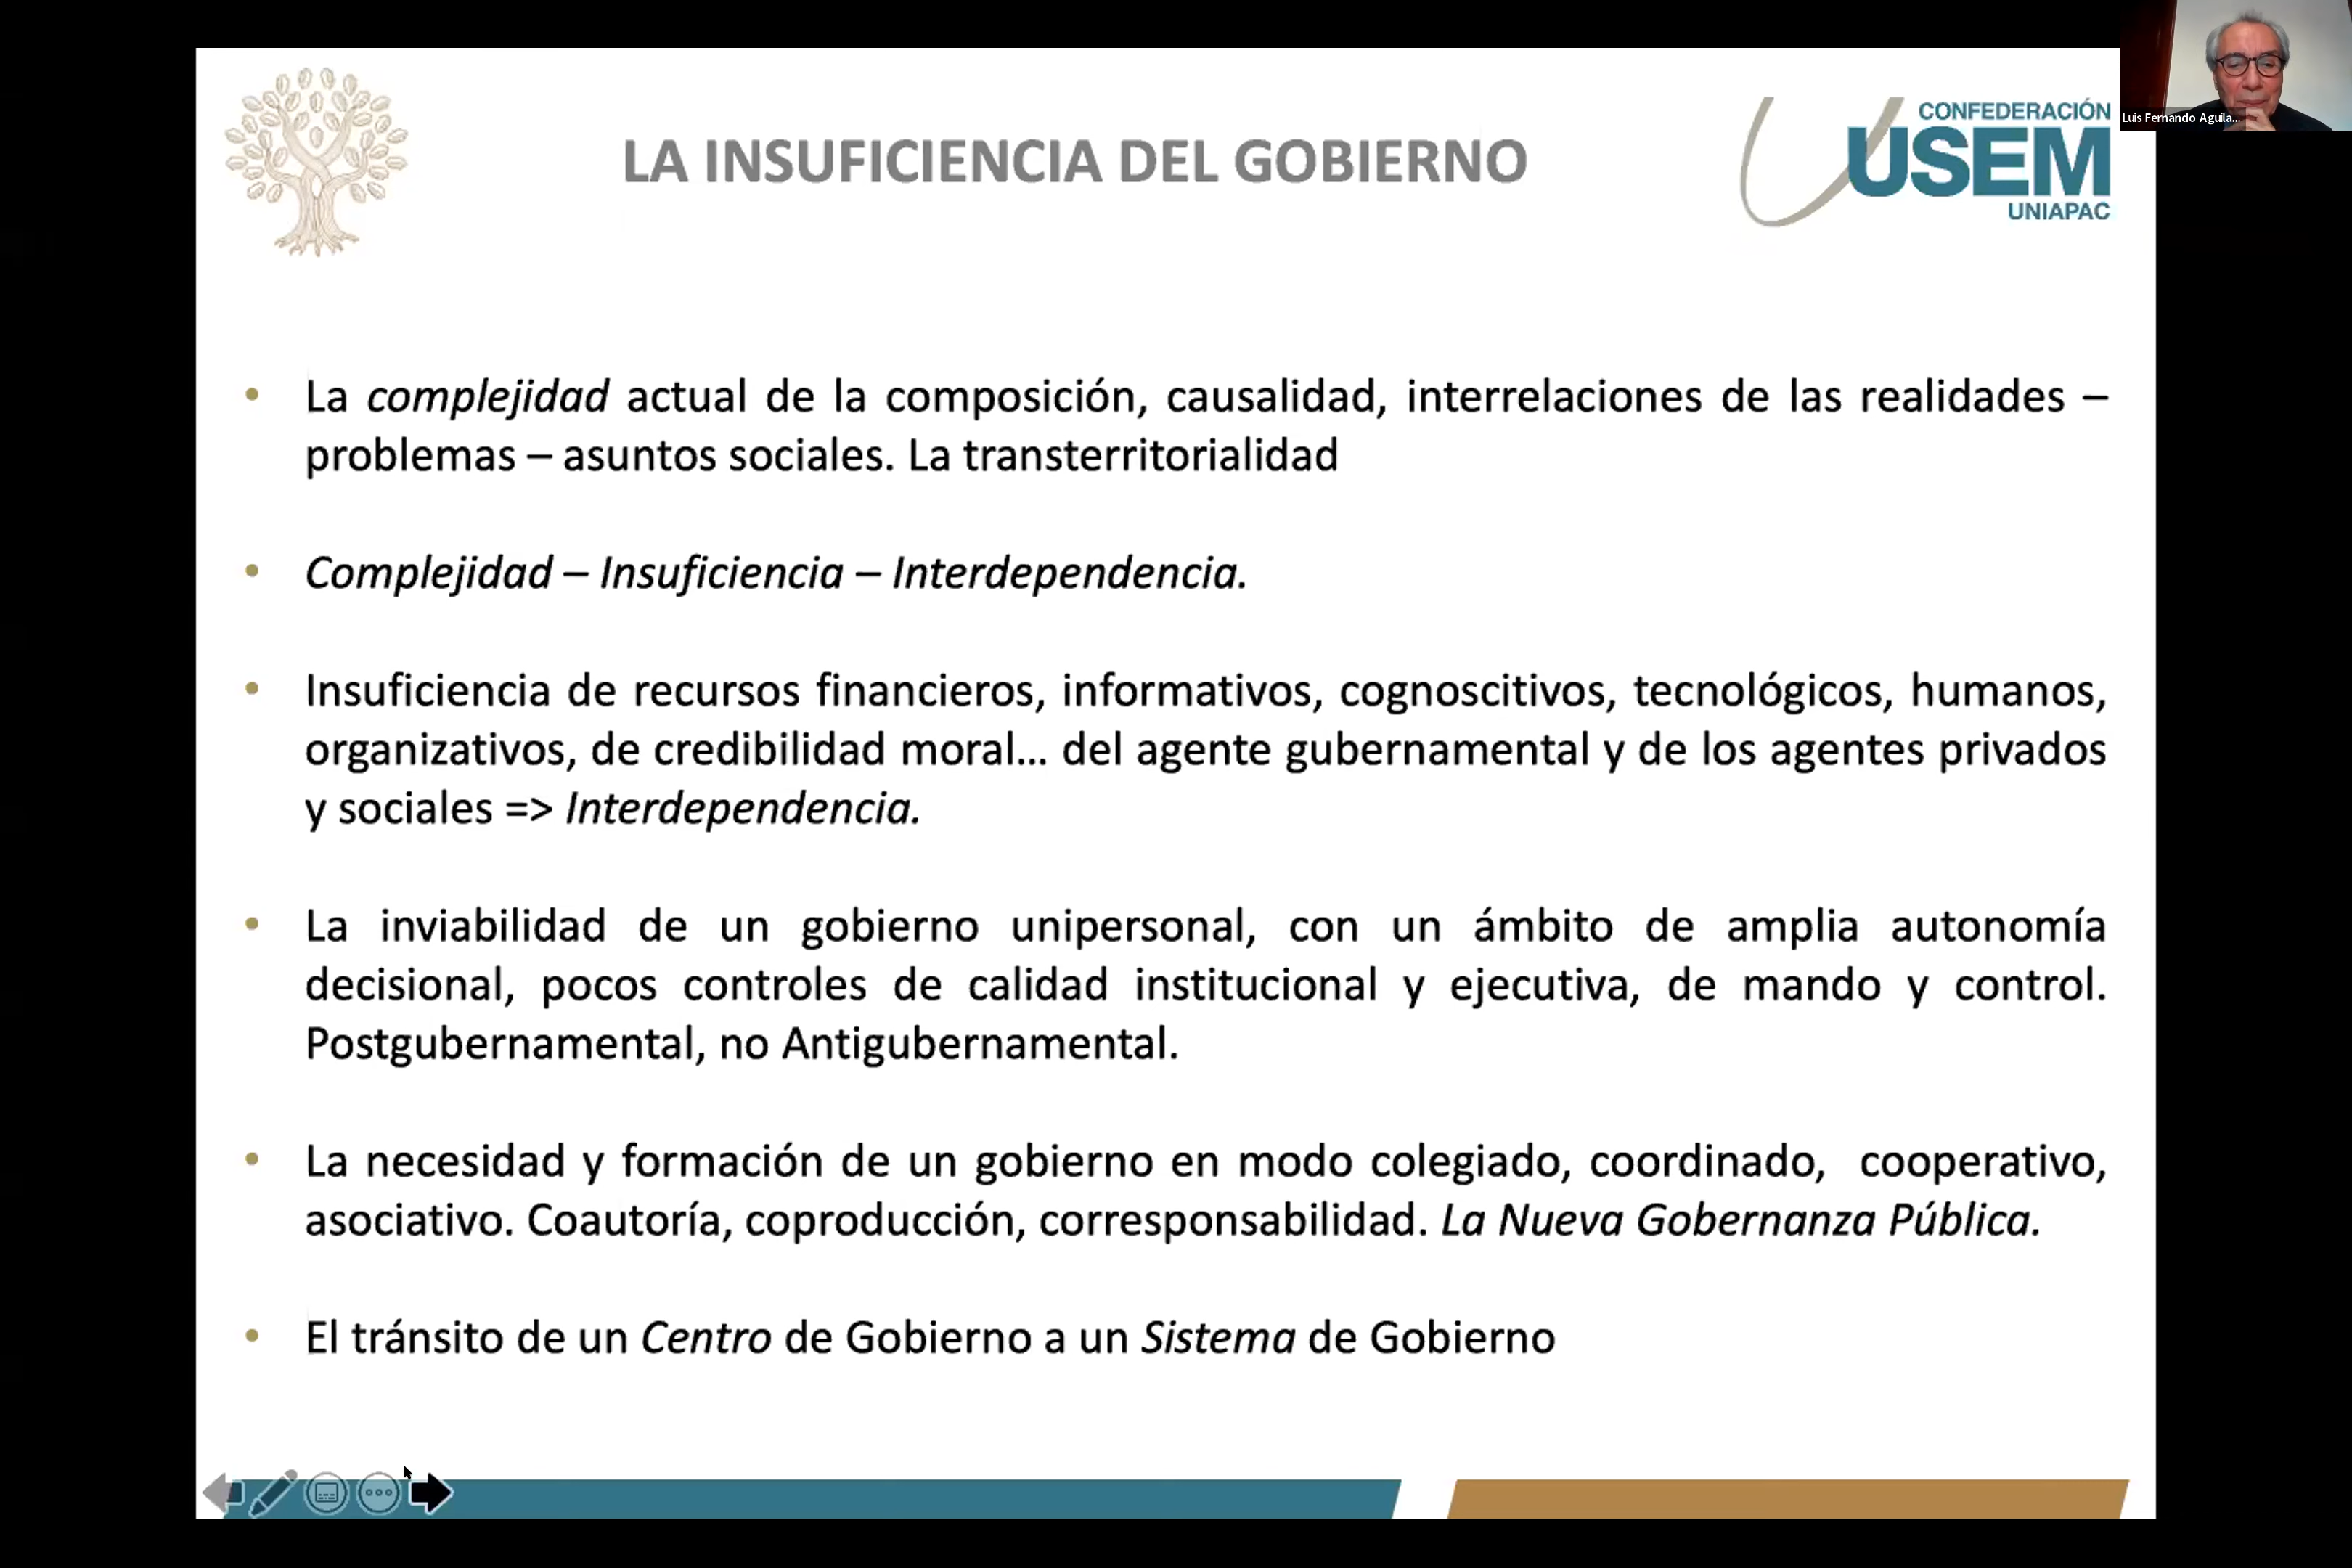 LA INSUFICIENCIA DEL GOBIERNO
CONFEDERACIÓN
USEM
UNIAPAC
Luis Fernando Aguila...
• La complejidad actual de la composición, causalidad, interrelaciones de las realidades –
problemas – asuntos sociales. La transterritorialidad
• Complejidad – Insuficiencia – Interdependencia.
• Insuficiencia de recursos financieros, informativos, cognoscitivos, tecnológicos, humanos,
organizativos, de credibilidad moral... del agente gubernamental y de los agentes privados
y sociales => Interdependencia.
• La inviabilidad de un gobierno unipersonal, con un ámbito de amplia autonomía
decisional, pocos controles de calidad institucional y ejecutiva, de mando y control.
Postgubernamental, no Antigubernamental.
• La necesidad y formación de un gobierno en modo colegiado, coordinado, cooperativo,
asociativo. Coautoría, coproducción, corresponsabilidad. La Nueva Gobernanza Pública.
• El tránsito de un Centro de Gobierno a un Sistema de Gobierno